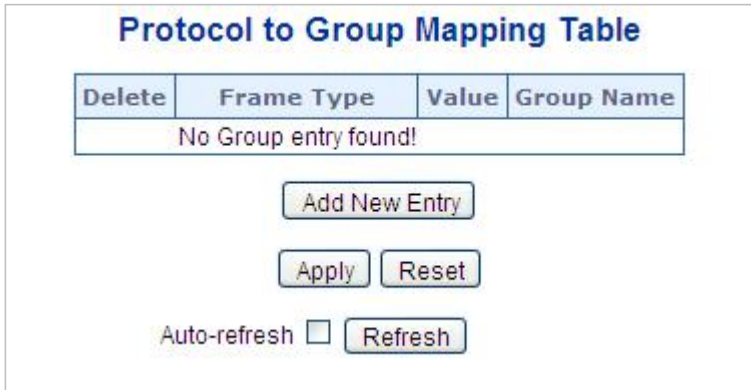 Protocol to Group Mapping Table
Delete Frame Type Value Group Name
No Group entry found!
Add New Entry
Apply Reset
Auto-refresh Refresh